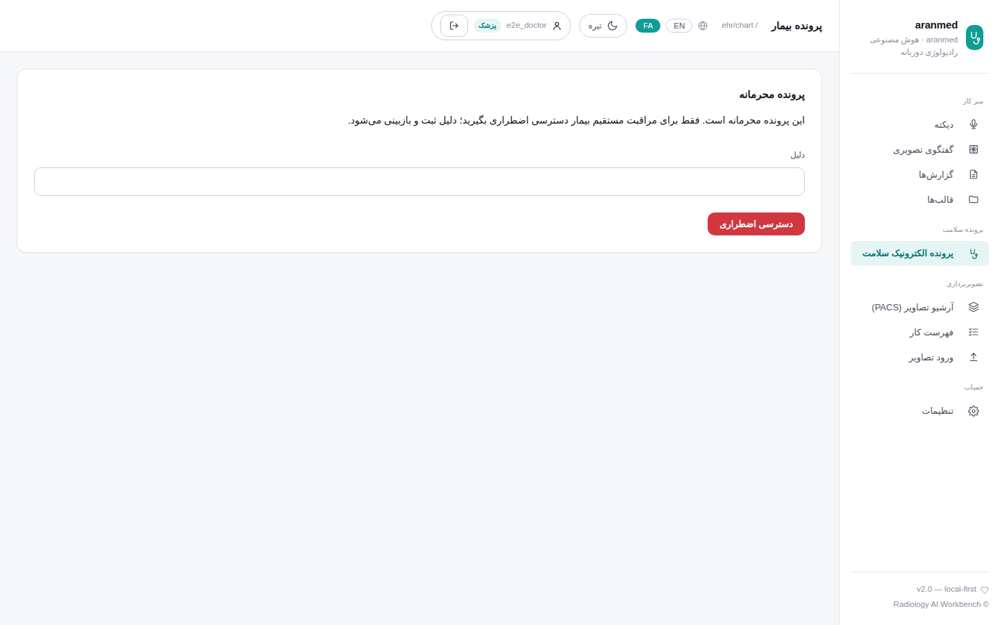 aranmed
aranmed · هوش مصنوعی
رادیولوژی دوزبانه
میز کار
دیکته
گفتگوی تصویری
گزارش‌ها
قالب‌ها
پرونده سلامت
پرونده الکترونیک سلامت
تصویربرداری
آرشیو تصاویر (PACS)
فهرست کار
ورود تصاویر
حساب
تنظیمات
v2.0 — local-first
Radiology AI Workbench ©
پرونده بیمار
ehr/chart /
EN
FA
تیره
e2e_doctor
پزشک
پرونده محرمانه
این پرونده محرمانه است. فقط برای مراقبت مستقیم بیمار دسترسی اضطراری بگیرید؛ دلیل ثبت و بازبینی می‌شود.
دلیل
دسترسی اضطراری